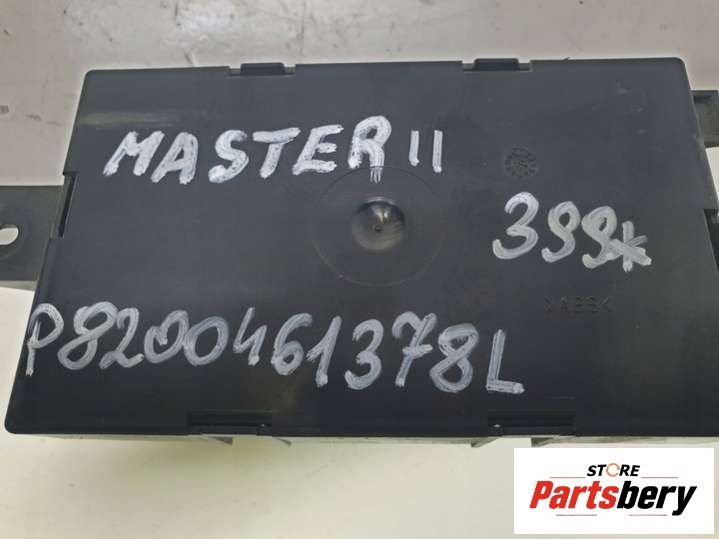 MASTER II
399*
>ABS<
P8200461378L
STORE
Partsbery